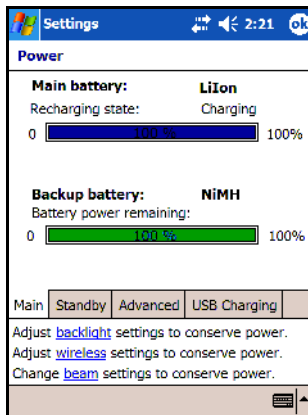 Settings 2:21 ok
Power
Main battery: LiIon
Recharging state: Charging
0 100 % 100%
Backup battery: NiMH
Battery power remaining:
0 100 % 100%
Main Standby Advanced USB Charging
Adjust backlight settings to conserve power.
Adjust wireless settings to conserve power.
Change beam settings to conserve power.